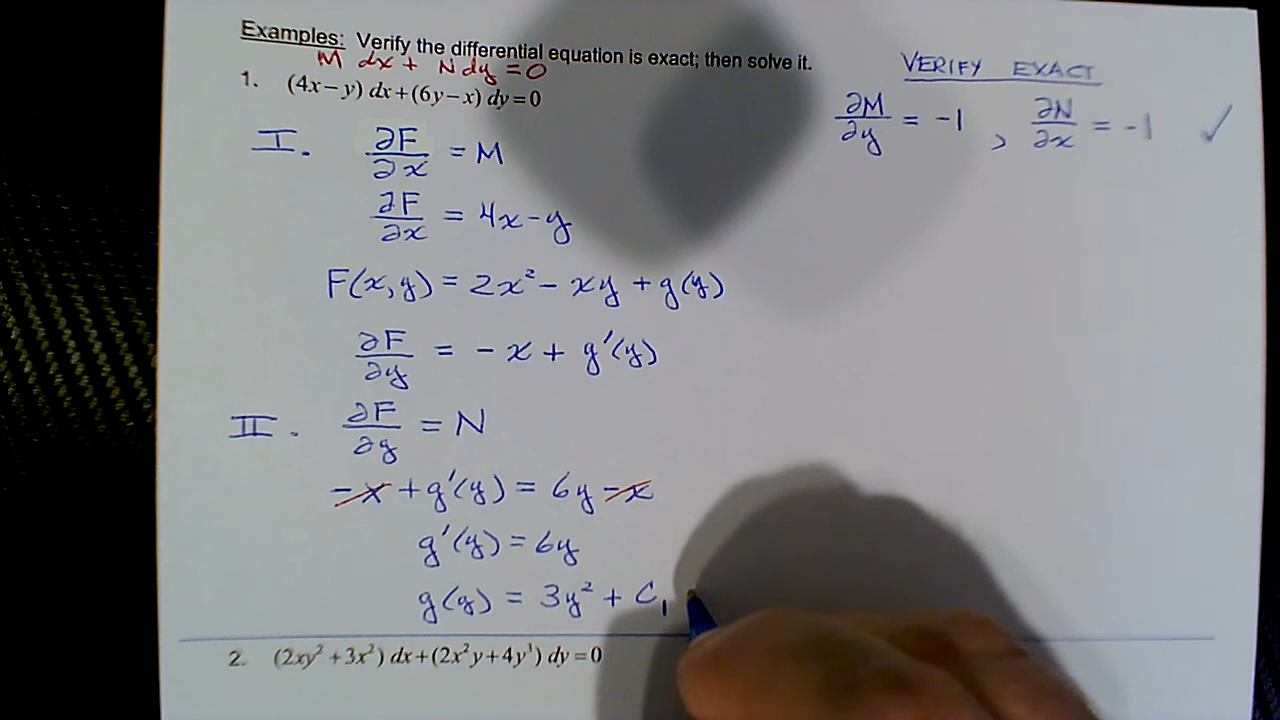 Examples: Verify the differential equation is exact; then solve it.
M dx + N dy = 0
1. (4x−y) dx+(6y−x) dy=0
VERIFY EXACT
∂M/∂y = -1 , ∂N/∂x = -1 ✓
I. ∂F/∂x = M
∂F/∂x = 4x-y
F(x,y) = 2x² - xy + g(y)
∂F/∂y = -x + g'(y)
II. ∂F/∂y = N
-x + g'(y) = 6y - x
g'(y) = 6y
g(y) = 3y² + C₁
2. (2xy² +3x²) dx+(2x²y+4y³) dy=0